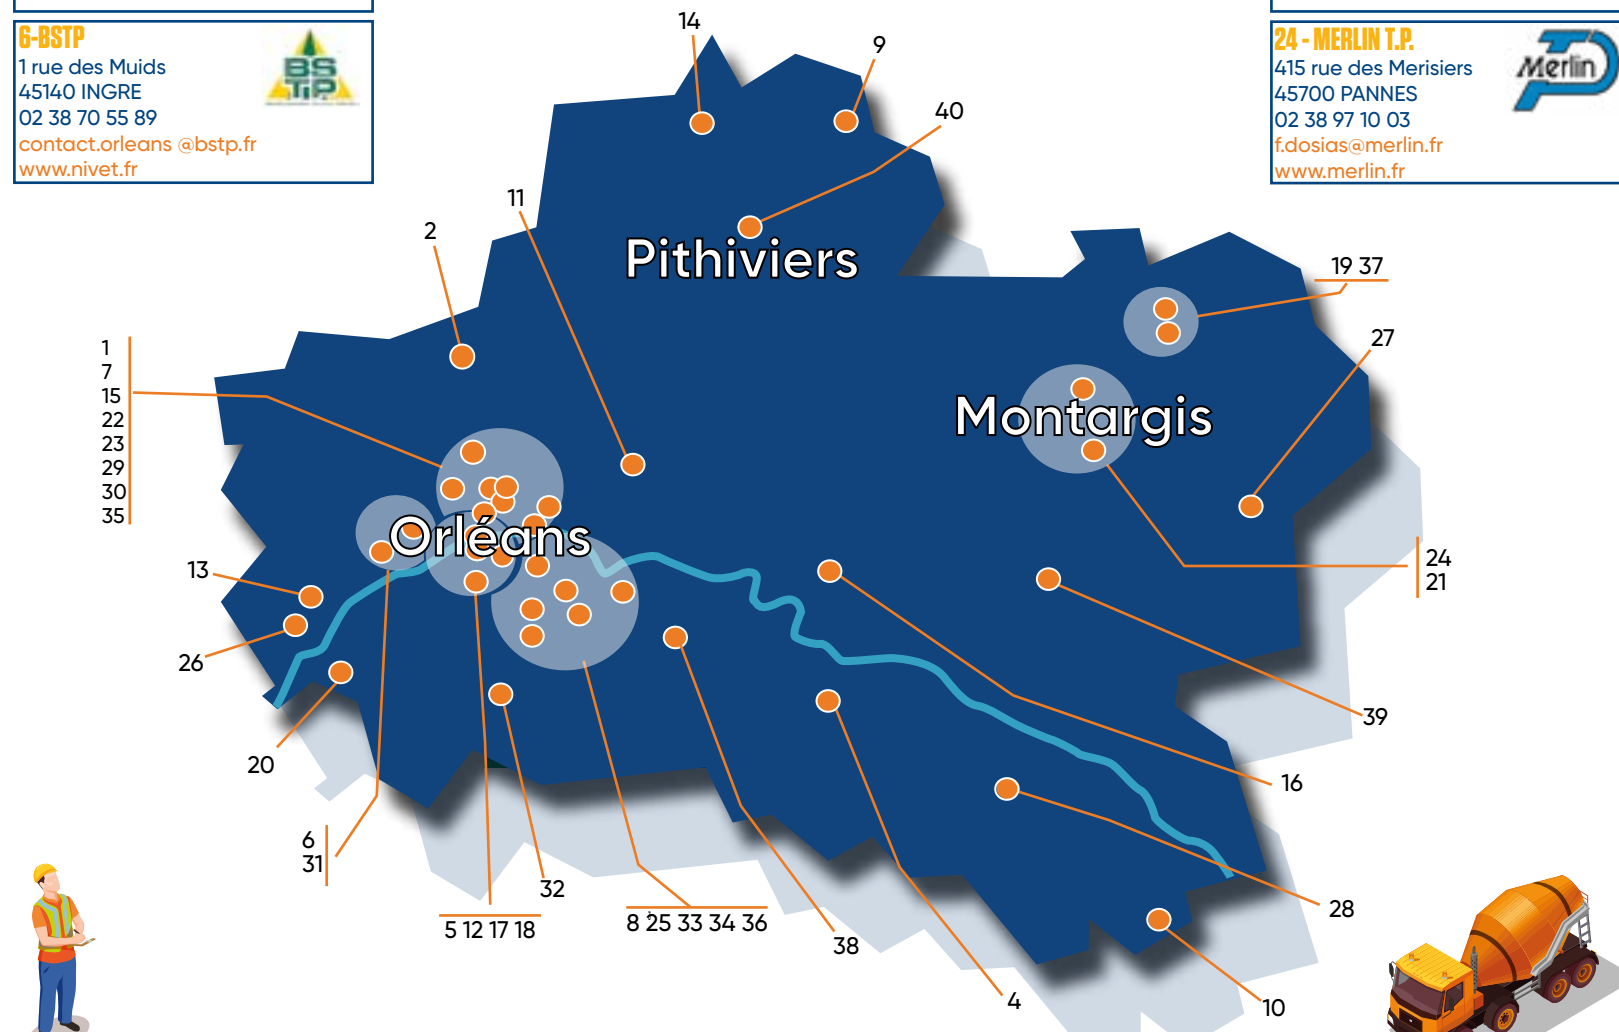 6-BSTP
1 rue des Muids
45140 INGRE
02 38 70 55 89
contact.orleans @bstp.fr
www.nivet.fr
BS
TiP
24 - MERLIN T.P.
415 rue des Merisiers
45700 PANNES
02 38 97 10 03
f.dosias@merlin.fr
www.merlin.fr
Merlin
14
9
40
11
2
Pithiviers
19 37
27
1
7
15
22
23
29
30
35
Montargis
Orléans
24
21
13
26
20
39
16
6
31
32
5 12 17 18
8 25 33 34 36
38
28
4
10